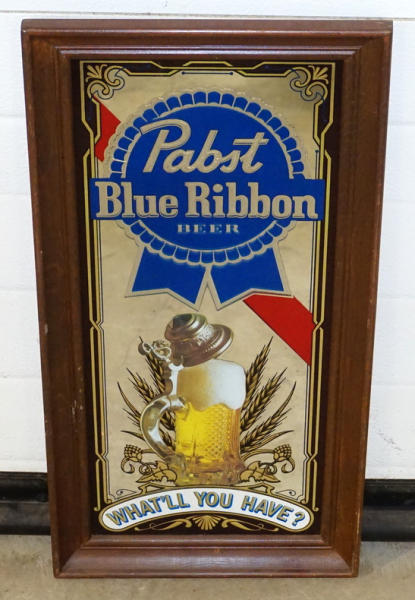 Pabst
Blue Ribbon
BEER
WHAT'LL YOU HAVE?